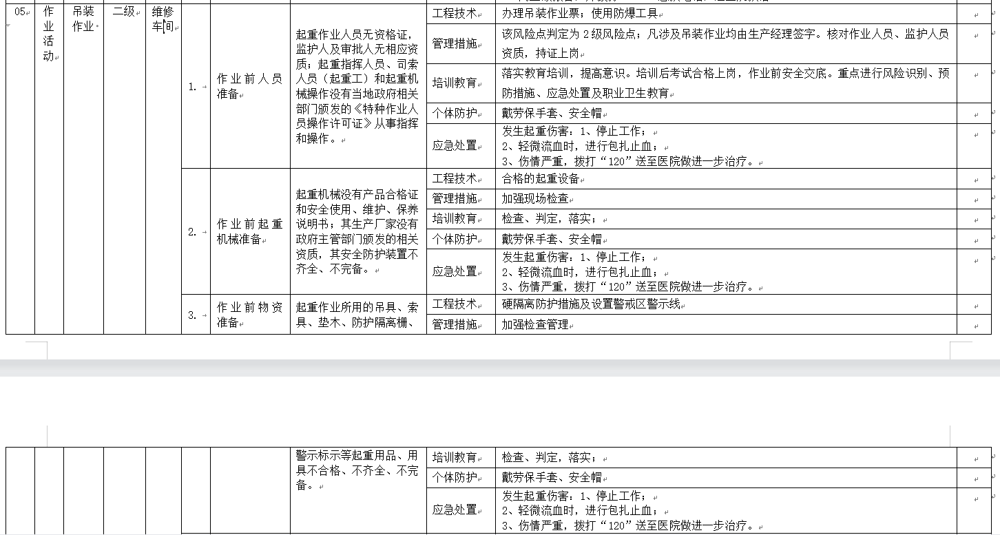 05
作
业
活
动
吊装
作业
二级
维修
车间
1.
作业前人员
准备
起重作业人员无资格证，
监护人及审批人无相应资
质；起重指挥人员、司索
人员（起重工）和起重机
械操作没有当地政府相关
部门颁发的《特种作业人
员操作许可证》从事指挥
和操作。
工程技术
办理吊装作业票；使用防爆工具
管理措施
该风险点判定为2级风险点；凡涉及吊装作业均由生产经理签字。核对作业人员、监护人员
资质，持证上岗
培训教育
落实教育培训，提高意识。培训后考试合格上岗，作业前安全交底。重点进行风险识别、预
防措施、应急处置及职业卫生教育
个体防护
戴劳保手套、安全帽
应急处置
发生起重伤害：1、停止工作；
2、轻微流血时，进行包扎止血；
3、伤情严重，拨打“120”送至医院做进一步治疗。
2.
作业前起重
机械准备
起重机械没有产品合格证
和安全使用、维护、保养
说明书；其生产厂家没有
政府主管部门颁发的相关
资质，其安全防护装置不
齐全、不完备。
工程技术
合格的起重设备
管理措施
加强现场检查
培训教育
检查、判定，落实；
个体防护
戴劳保手套、安全帽
应急处置
发生起重伤害：1、停止工作；
2、轻微流血时，进行包扎止血；
3、伤情严重，拨打“120”送至医院做进一步治疗。
3.
作业前物资
准备
起重作业所用的吊具、索
具、垫木、防护隔离栅、
工程技术
硬隔离防护措施及设置警戒区警示线
管理措施
加强检查管理
警示标示等起重用品、用
具不合格、不齐全、不完
备。
培训教育
检查、判定，落实；
个体防护
戴劳保手套、安全帽
应急处置
发生起重伤害：1、停止工作；
2、轻微流血时，进行包扎止血；
3、伤情严重，拨打“120”送至医院做进一步治疗。